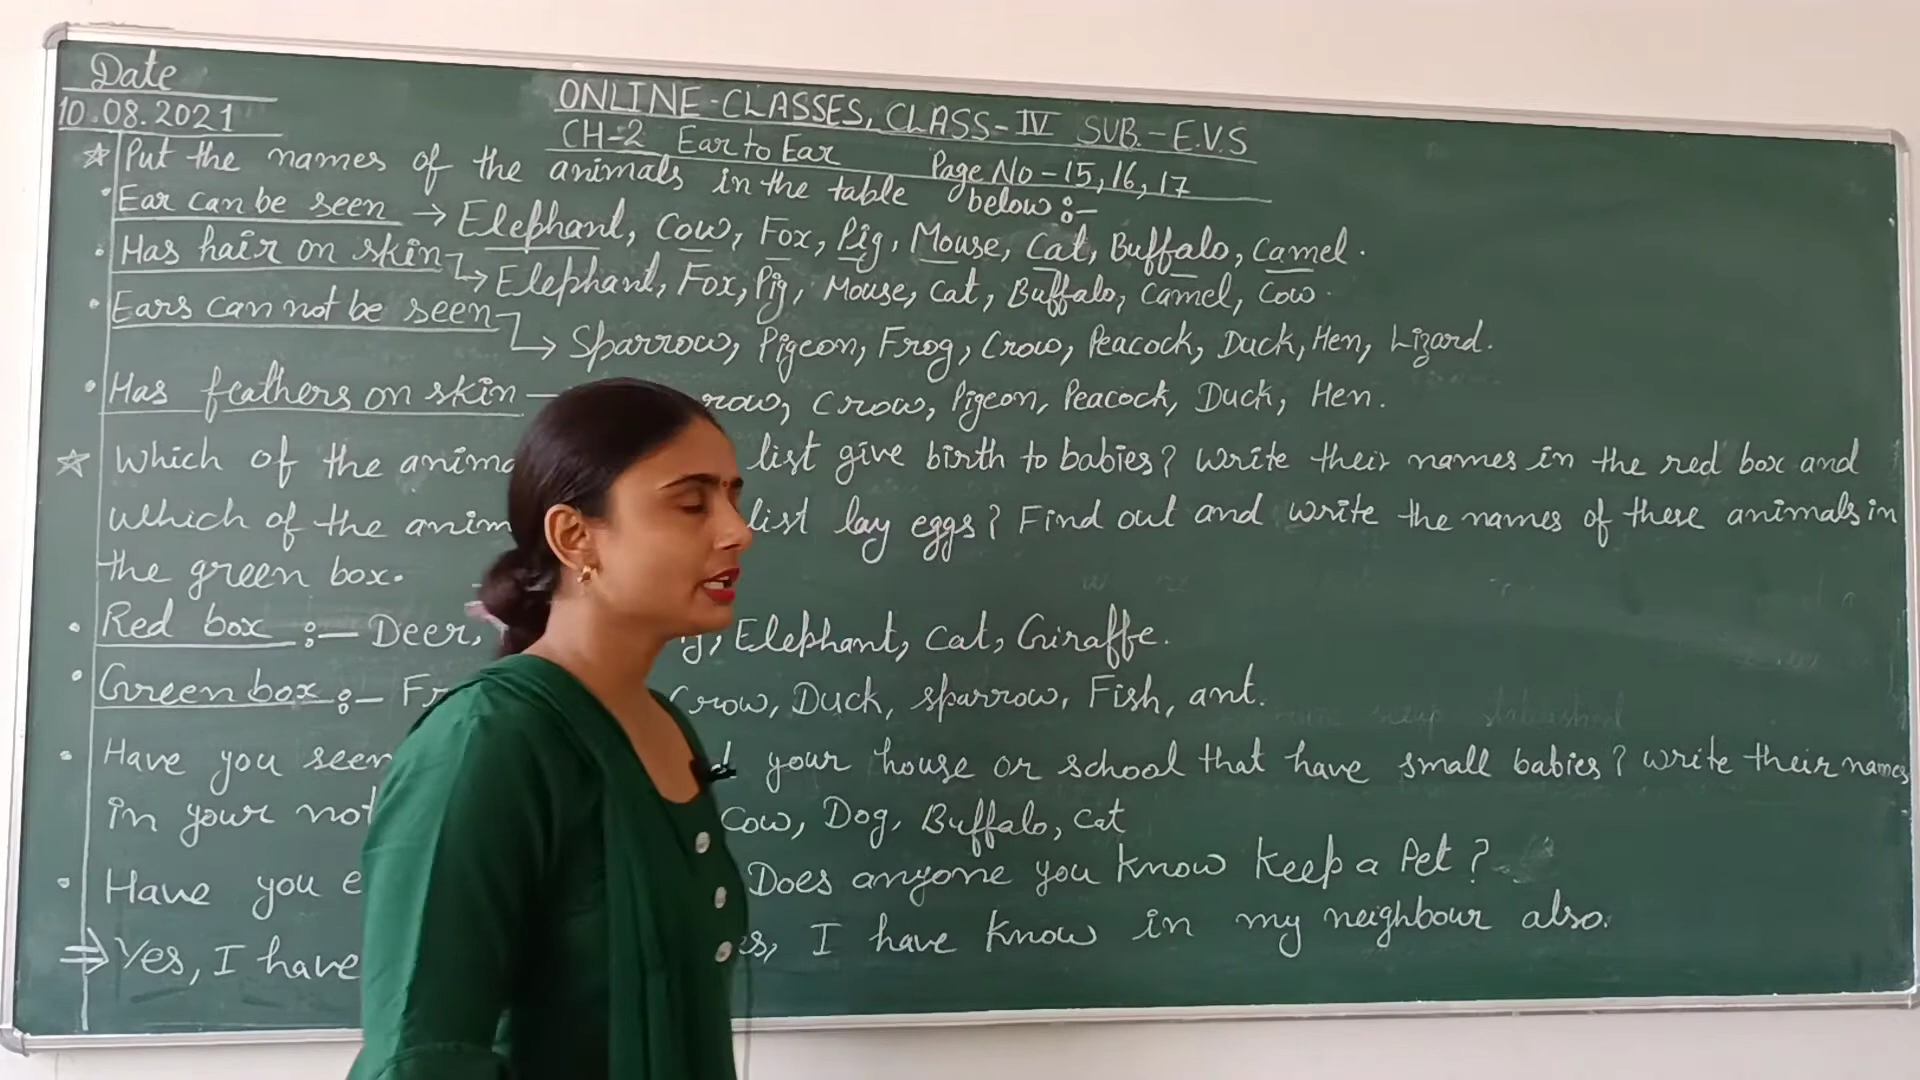 Date
10.08.2021
ONLINE-CLASSES, CLASS-IV SUB.-E.V.S
CH-2 Ear to Ear Page No-15,16,17
☆ Put the names of the animals in the table below:-
• Ear can be seen → Elephant, Cow, Fox, Pig, Mouse, Cat, Buffalo, Camel.
• Has hair on skin → Elephant, Fox, Pig, Mouse, Cat, Buffalo, Camel, Cow.
• Ears can not be seen → Sparrow, Pigeon, Frog, Crow, Peacock, Duck, Hen, Lizard.
• Has feathers on skin — row, Crow, Pigeon, Peacock, Duck, Hen.
☆ Which of the anima list give birth to babies? Write their names in the red box and
which of the anim list lay eggs? Find out and write the names of these animals in
the green box.
• Red box :- Deer, Elephant, Cat, Giraffe.
• Green box :- Fr Crow, Duck, sparrow, Fish, ant.
• Have you seen your house or school that have small babies? Write their names
in your not Cow, Dog, Buffalo, Cat
• Have you e Does anyone you know Keep a Pet?
⇒ Yes, I have es, I have know in my neighbour also.